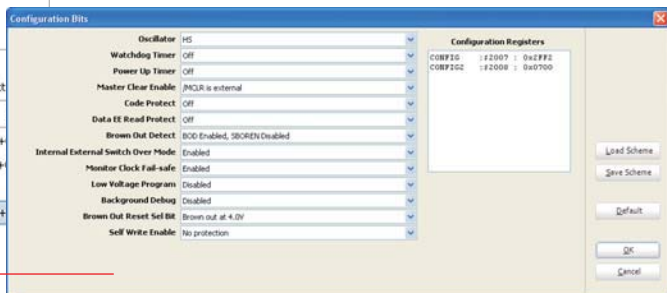 Configuration Bits
Oscillator HS
Watchdog Timer Off
Power Up Timer Off
Master Clear Enable /MCLR is external
Code Protect Off
Data EE Read Protect Off
Brown Out Detect BOD Enabled, SBOREN Disabled
Internal External Switch Over Mode Enabled
Monitor Clock Fail-safe Enabled
Low Voltage Program Disabled
Background Debug Disabled
Brown Out Reset Sel Bit Brown out at 4.0V
Self Write Enable No protection
Configuration Registers
CONFIG :$2007 : 0x2FF2
CONFIG2 :$2008 : 0x0700
Load Scheme
Save Scheme
Default
OK
Cancel